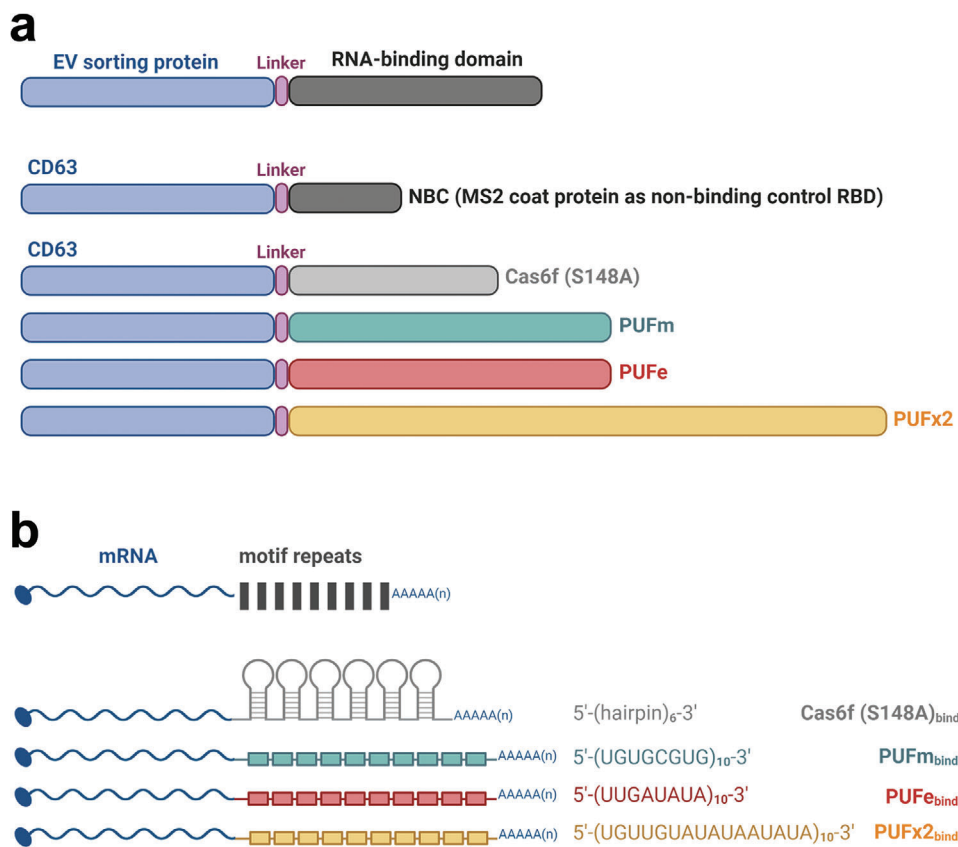 a
EV sorting protein Linker RNA-binding domain
CD63 Linker
NBC (MS2 coat protein as non-binding control RBD)
CD63 Linker
Cas6f (S148A)
PUFm
PUFe
PUFx2
b
mRNA motif repeats
AAAAA(n)
AAAAA(n) 5'-(hairpin)6-3' Cas6f (S148A)bind
AAAAA(n) 5'-(UGUGCGUG)10-3' PUFmbind
AAAAA(n) 5'-(UUGAUAUA)10-3' PUFebind
AAAAA(n) 5'-(UGUUGUAUAUAAUAUA)10-3' PUFx2bind